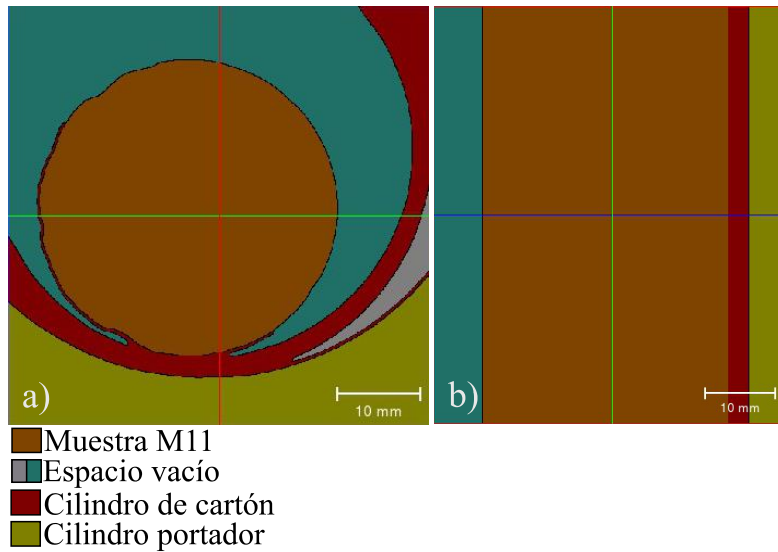 a)
10 mm
b)
10 mm
Muestra M11
Espacio vacío
Cilindro de cartón
Cilindro portador